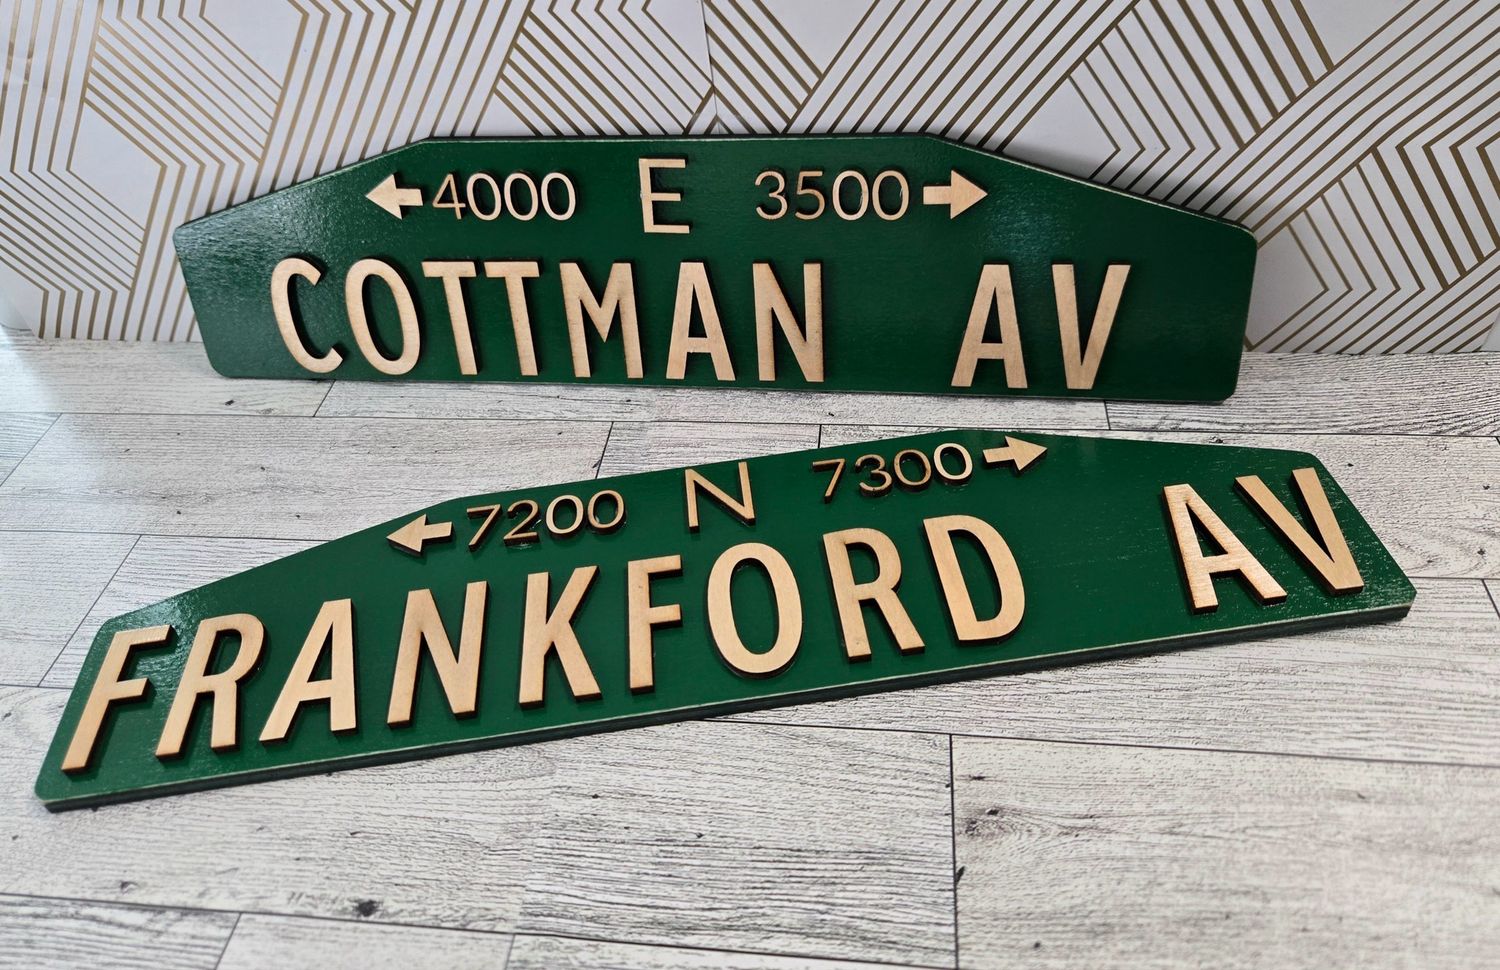 ← 4000 E 3500 →
COTTMAN AV
← 7200 N 7300 →
FRANKFORD AV